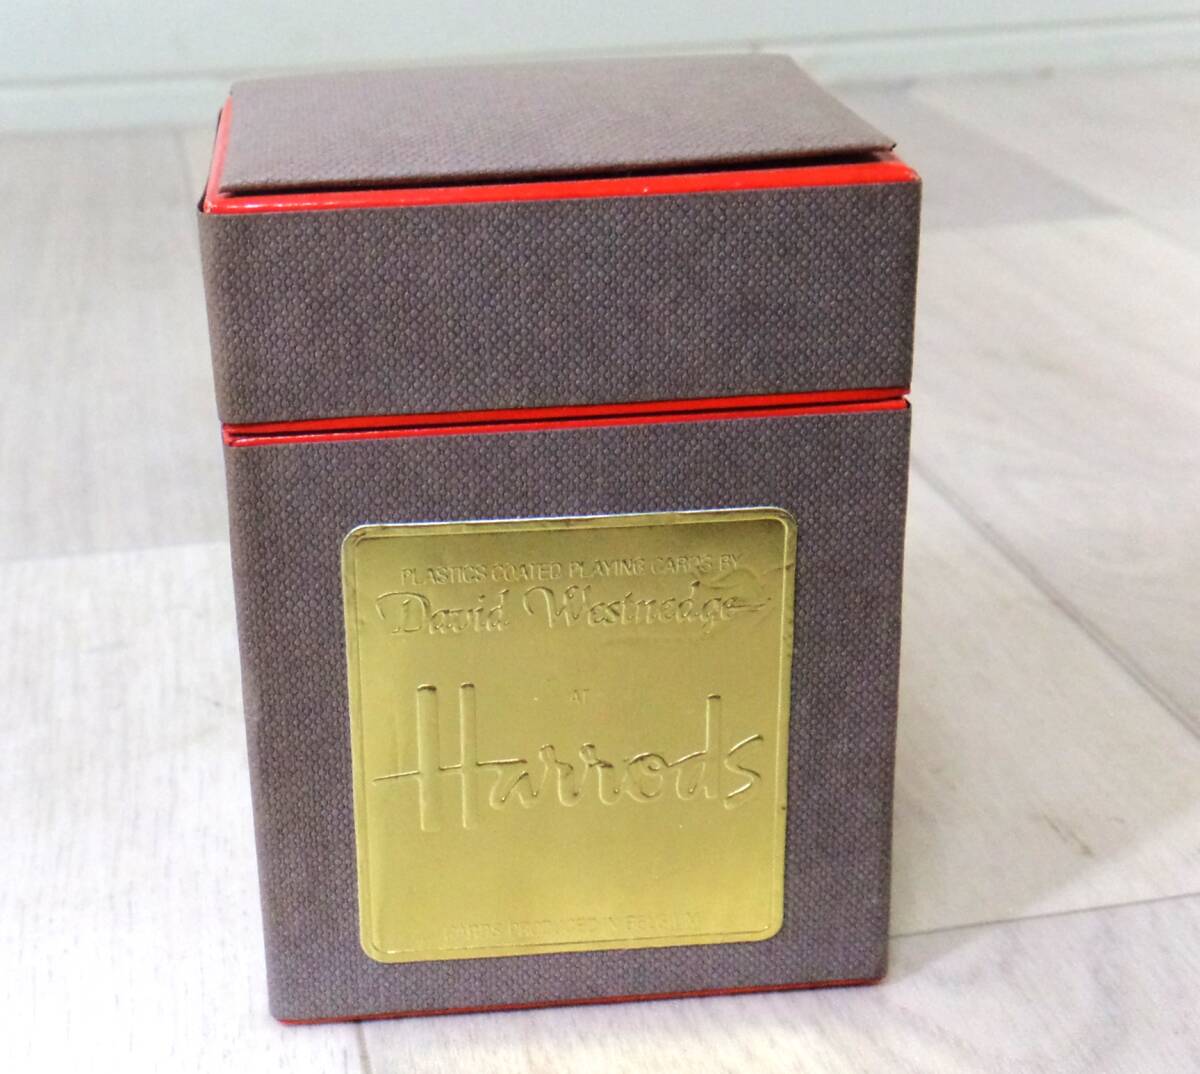 PLASTICS COATED PLAYING CARDS BY
David Westnedge
AT
Harrods
CARDS PRODUCED IN BELGIUM